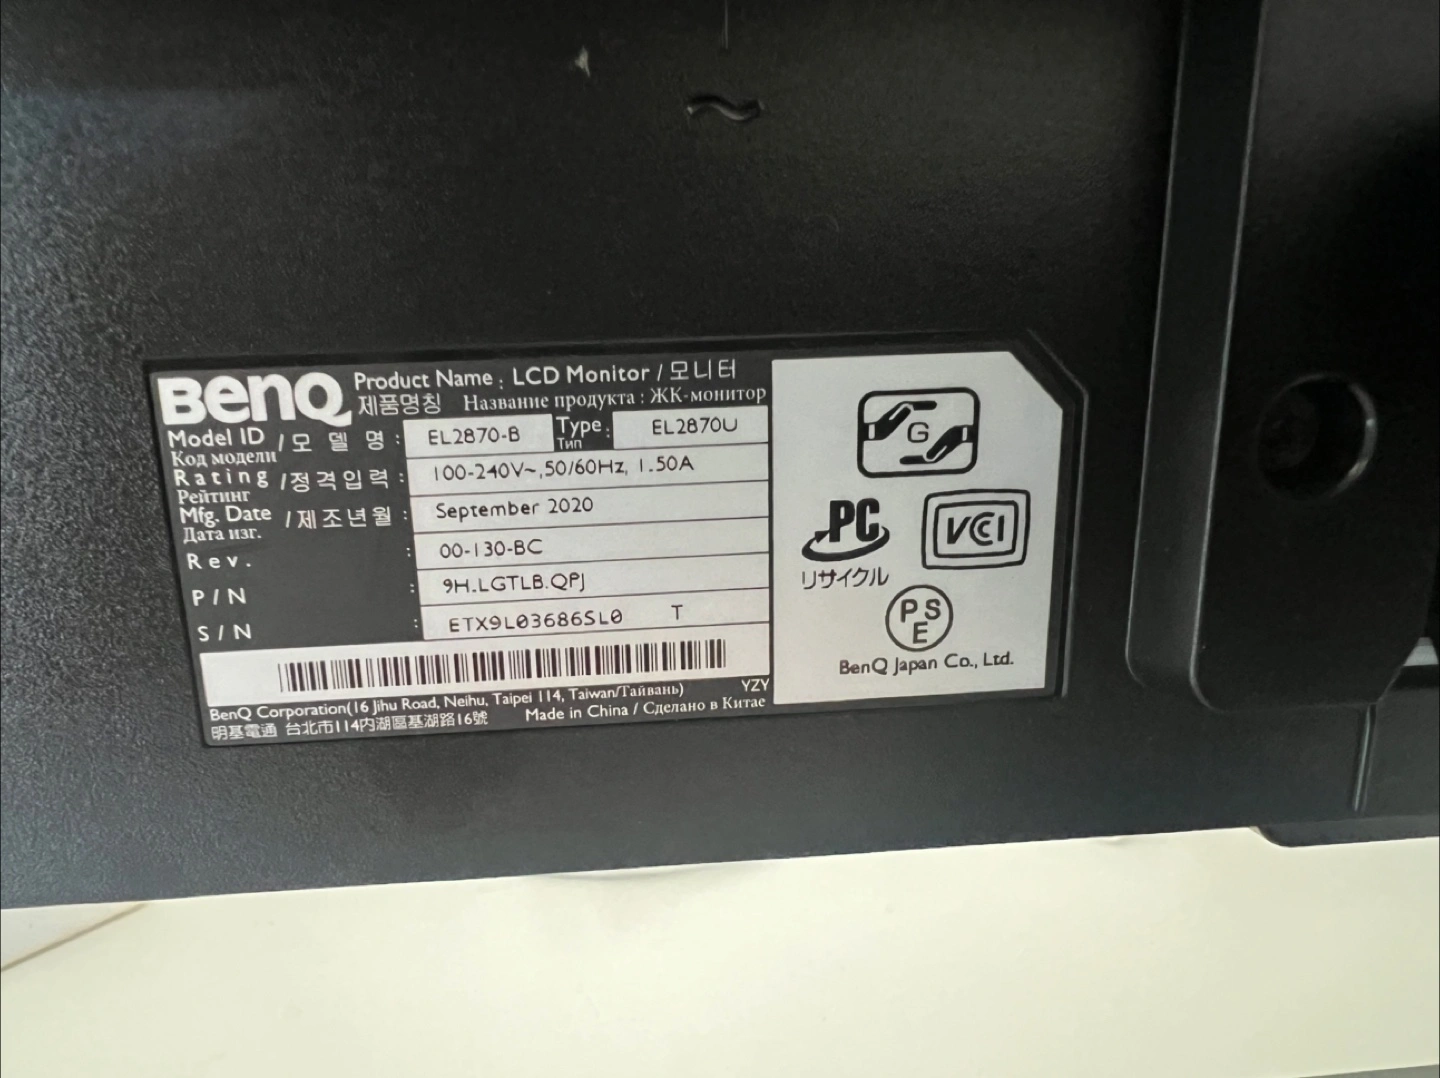 BenQ
Product Name : LCD Monitor / 모니터
제품명칭 Название продукта : ЖК-монитор
Model ID / 모 델 명 : EL2870-B Type : EL2870U
Код модели Тип
Rating / 정격입력 : 100-240V~,50/60Hz, 1.50A
Рейтинг
Mfg. Date / 제조년월 : September 2020
Дата изг.
Rev. : 00-130-BC
P/N : 9H.LGTLB.QPJ
S/N : ETX9L03686SL0 T
BenQ Corporation(16 Jihu Road, Neihu, Taipei 114, Taiwan/Тайвань) YZY
明基電通 台北市114內湖區基湖路16號 Made in China / Сделано в Китае
G
PC
リサイクル
VCCI
PSE
BenQ Japan Co., Ltd.